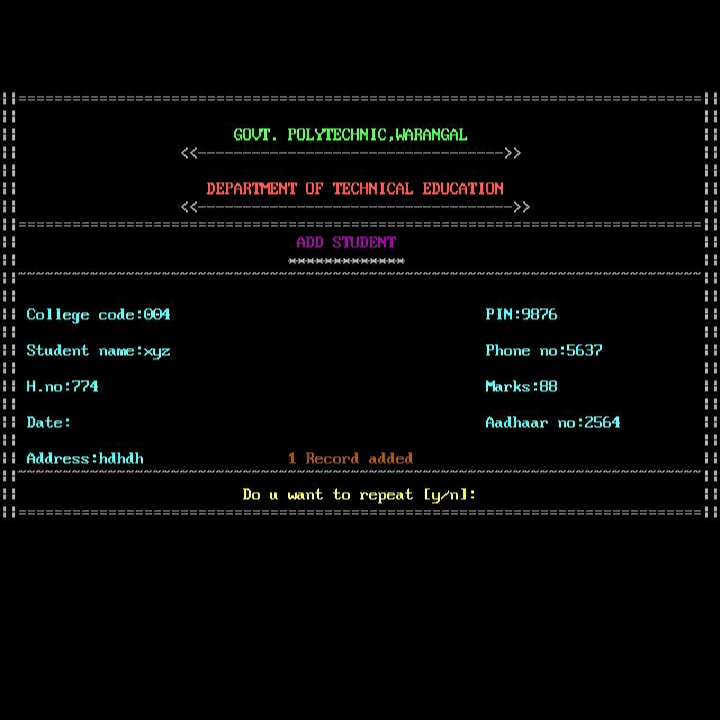 GOVT. POLYTECHNIC,WARANGAL
<<---------------------------------->>
DEPARTMENT OF TECHNICAL EDUCATION
<<----------------------------------->>
ADD STUDENT
*************
College code:004 PIN:9876
Student name:xyz Phone no:5637
H.no:774 Marks:88
Date: Aadhaar no:2564
Address:hdhdh 1 Record added
Do u want to repeat [y/n]: